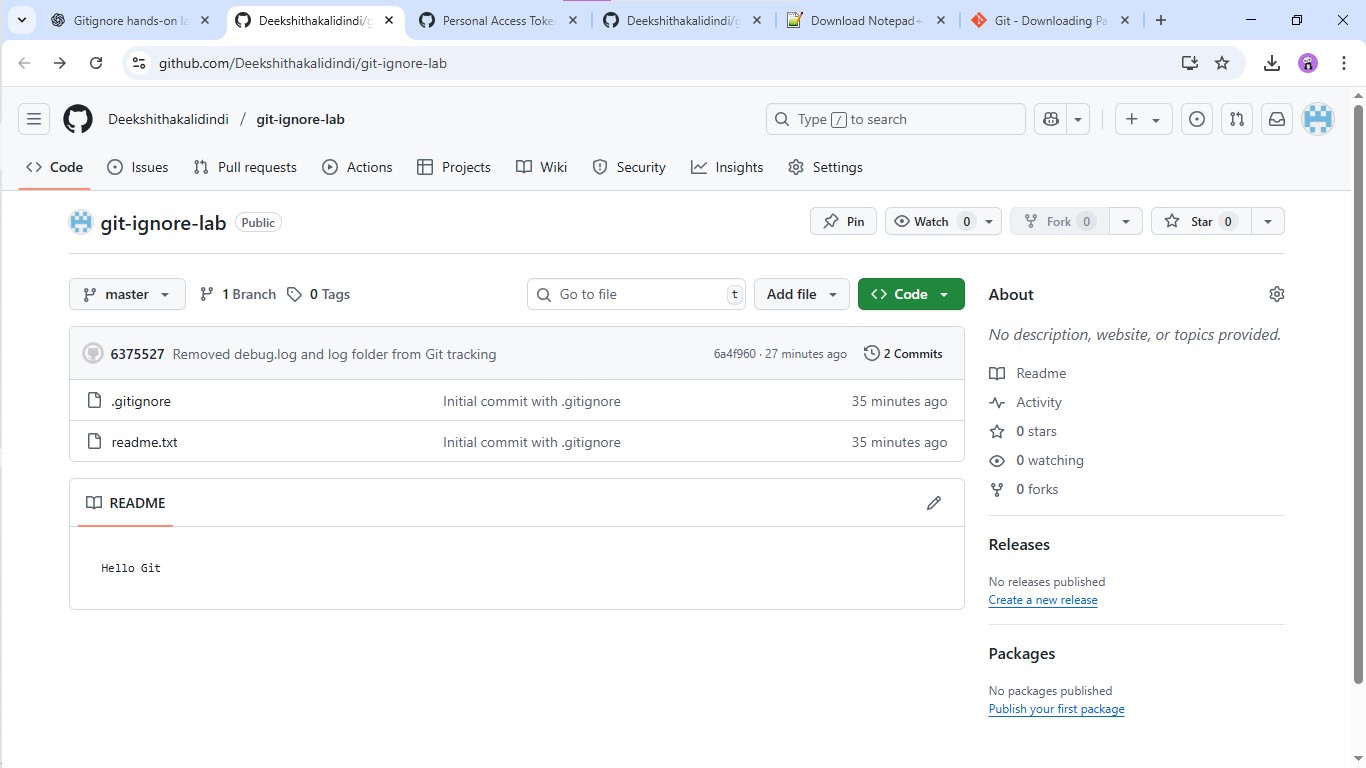 Gitignore hands-on la
Deekshithakalidindi/g
Personal Access Toke
Deekshithakalidindi/g
Download Notepad+
Git - Downloading Pa
github.com/Deekshithakalidindi/git-ignore-lab
Deekshithakalidindi / git-ignore-lab
Type / to search
Code Issues Pull requests Actions Projects Wiki Security Insights Settings
git-ignore-lab Public
Pin Watch 0 Fork 0 Star 0
master 1 Branch 0 Tags Go to file t Add file Code
6375527 Removed debug.log and log folder from Git tracking 6a4f960 · 27 minutes ago 2 Commits
.gitignore Initial commit with .gitignore 35 minutes ago
readme.txt Initial commit with .gitignore 35 minutes ago
README
Hello Git
About
No description, website, or topics provided.
Readme
Activity
0 stars
0 watching
0 forks
Releases
No releases published
Create a new release
Packages
No packages published
Publish your first package